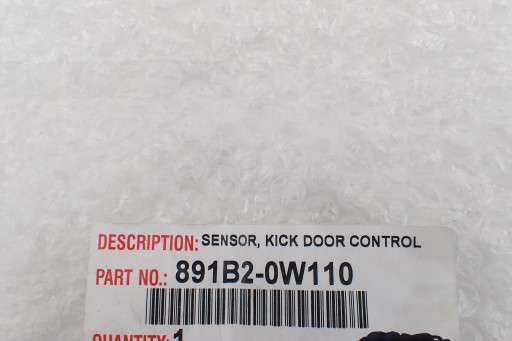 DESCRIPTION: SENSOR, KICK DOOR CONTROL
PART NO.: 891B2-0W110
QUANTITY: 1